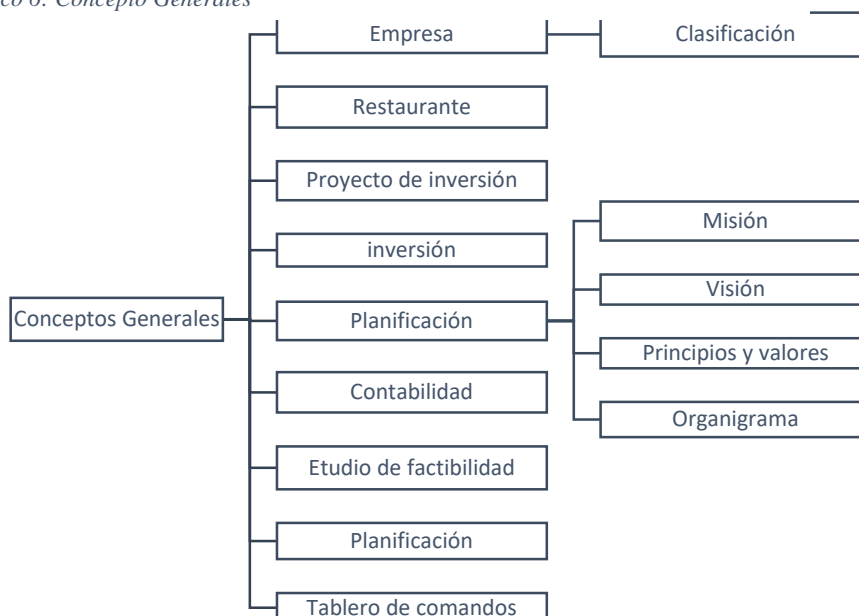 co 6: Concepto Generales
Empresa
Clasificación
Restaurante
Proyecto de inversión
inversión
Conceptos Generales
Planificación
Misión
Visión
Principios y valores
Organigrama
Contabilidad
Etudio de factibilidad
Planificación
Tablero de comandos